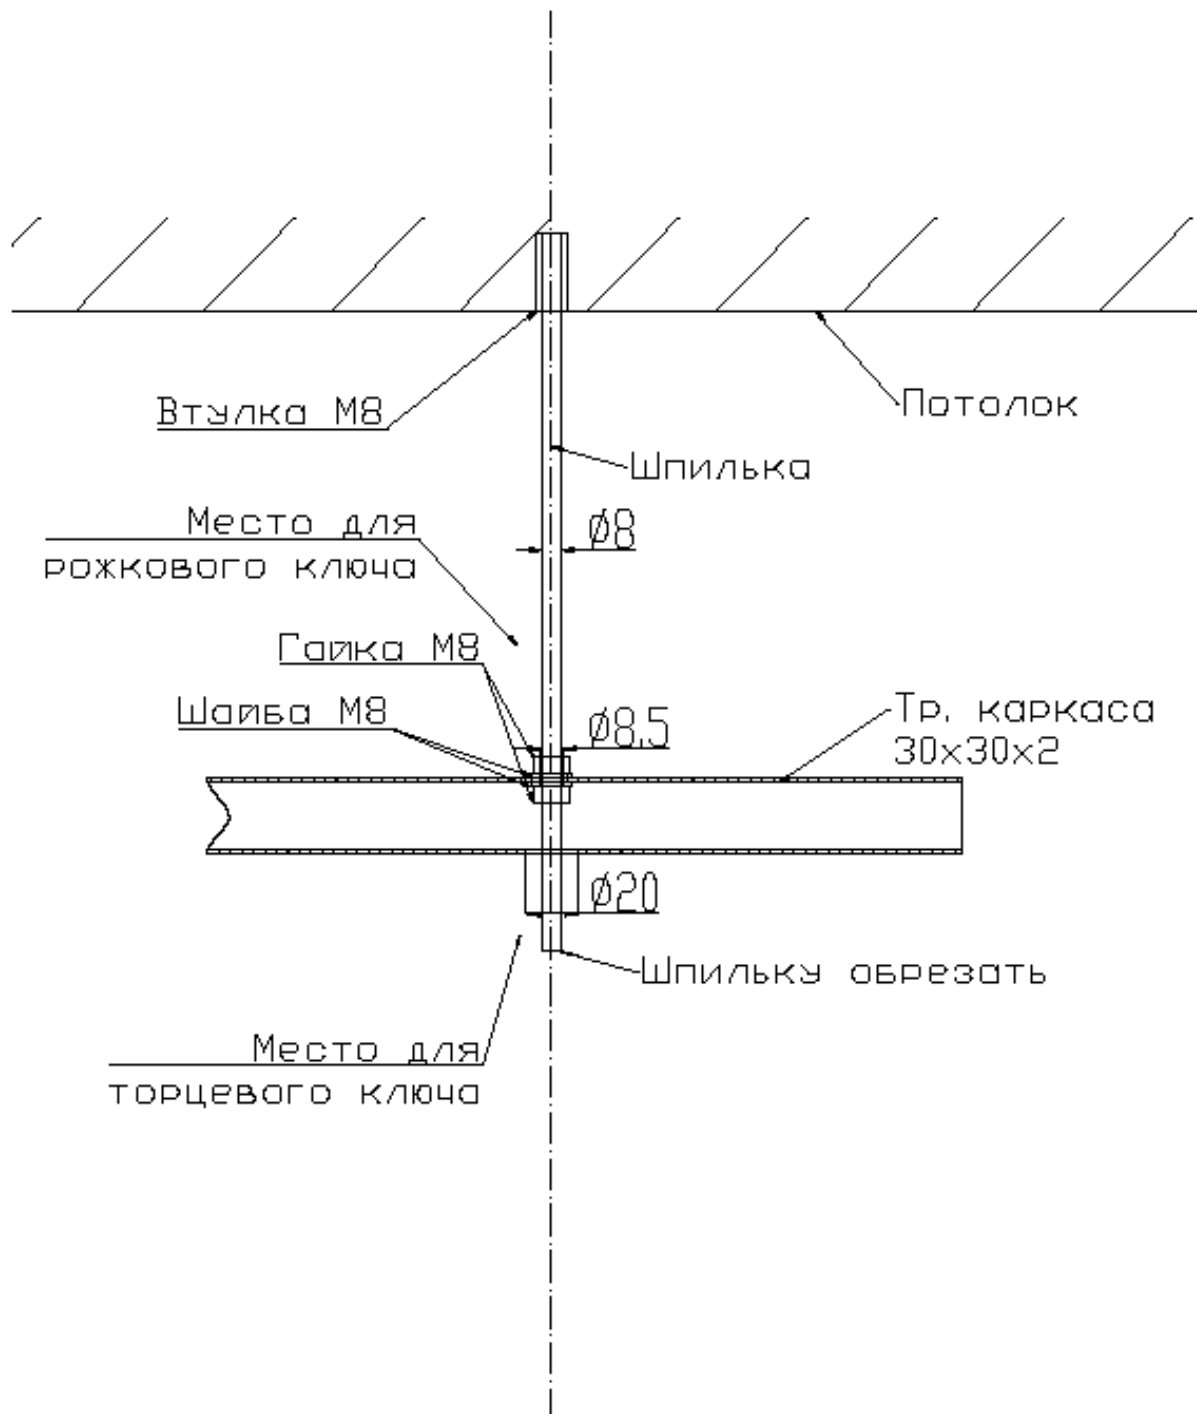 Втулка М8
Потолок
Шпилька
Место для
рожкового ключа
Ø8
Гайка М8
Шайба М8
Ø8.5
Тр. каркаса
30х30х2
Ø20
Шпильку обрезать
Место для
торцевого ключа